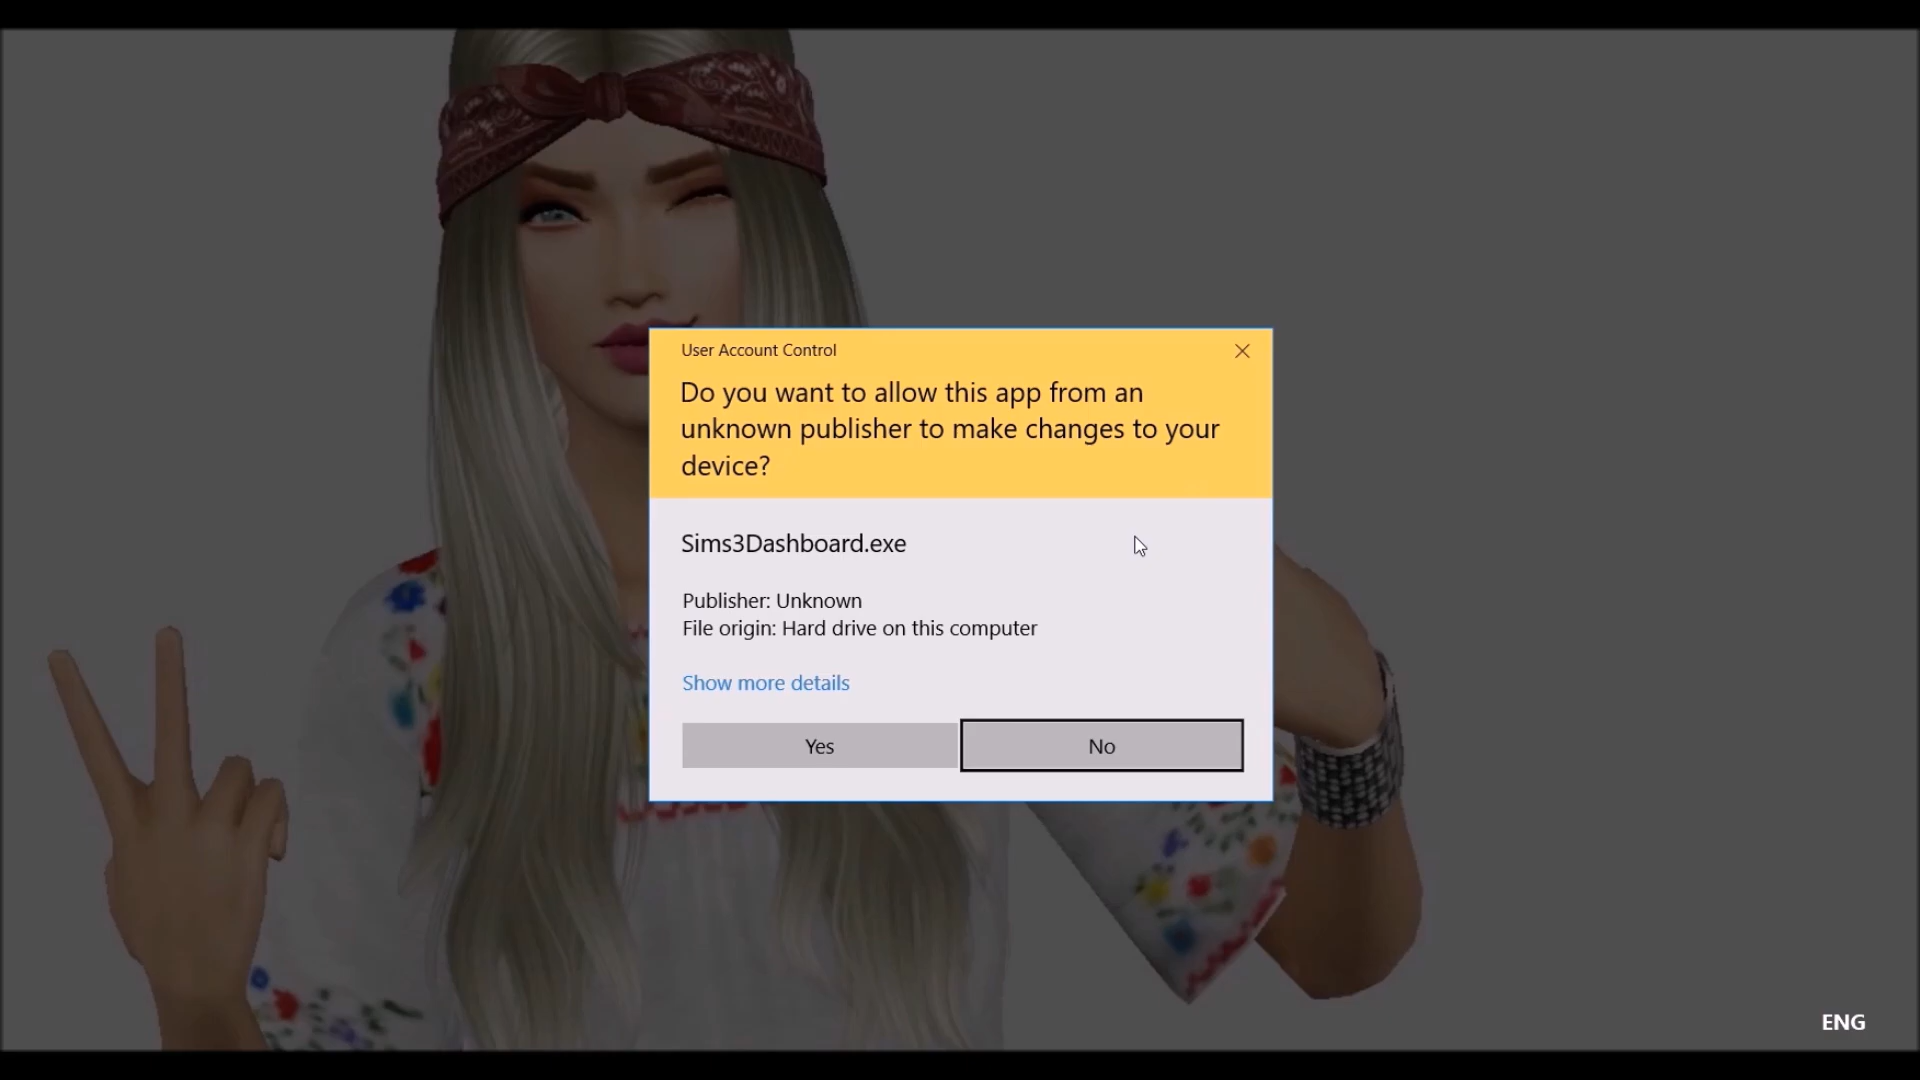 User Account Control
Do you want to allow this app from an
unknown publisher to make changes to your
device?
Sims3Dashboard.exe
Publisher: Unknown
File origin: Hard drive on this computer
Show more details
Yes
No
ENG